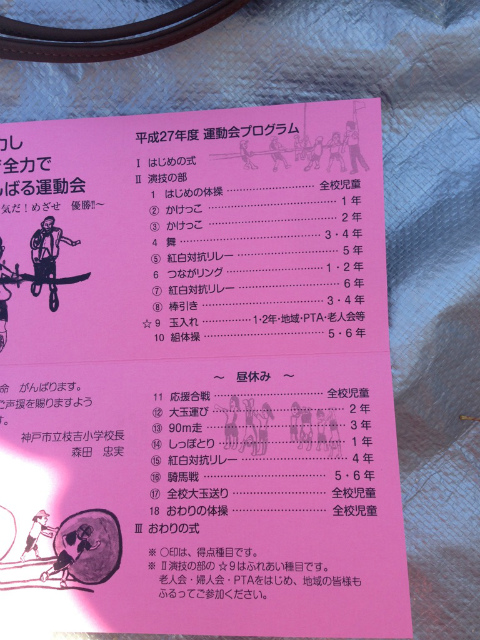 力し
全力で
ばる運動会
気だ！めざせ　優勝!!～
命　がんばります。
ご声援を賜りますよう
す。
神戸市立枝吉小学校長
森田　忠実
平成27年度 運動会プログラム
Ⅰ はじめの式
Ⅱ 演技の部
1 はじめの体操 …………………… 全校児童
② かけっこ …………………… 1 年
③ かけっこ …………………… 2 年
4 舞 …………………… 3・4 年
⑤ 紅白対抗リレー …………………… 5 年
6 つながリング …………………… 1・2 年
⑦ 紅白対抗リレー …………………… 6 年
⑧ 棒引き …………………… 3・4 年
☆ 9 玉入れ ……………1・2年・地域・PTA・老人会等
10 組体操 …………………… 5・6 年
～　昼休み　～
11 応援合戦 …………………… 全校児童
⑫ 大玉運び …………………… 2 年
⑬ 90m走 …………………… 3 年
⑭ しっぽとり …………………… 1 年
⑮ 紅白対抗リレー …………………… 4 年
⑯ 騎馬戦 …………………… 5・6 年
⑰ 全校大玉送り …………………… 全校児童
18 おわりの体操 …………………… 全校児童
Ⅲ おわりの式
※ ○印は、得点種目です。
※ Ⅱ演技の部の ☆9はふれあい種目です。
老人会・婦人会・PTAをはじめ、地域の皆様も
ふるってご参加ください。